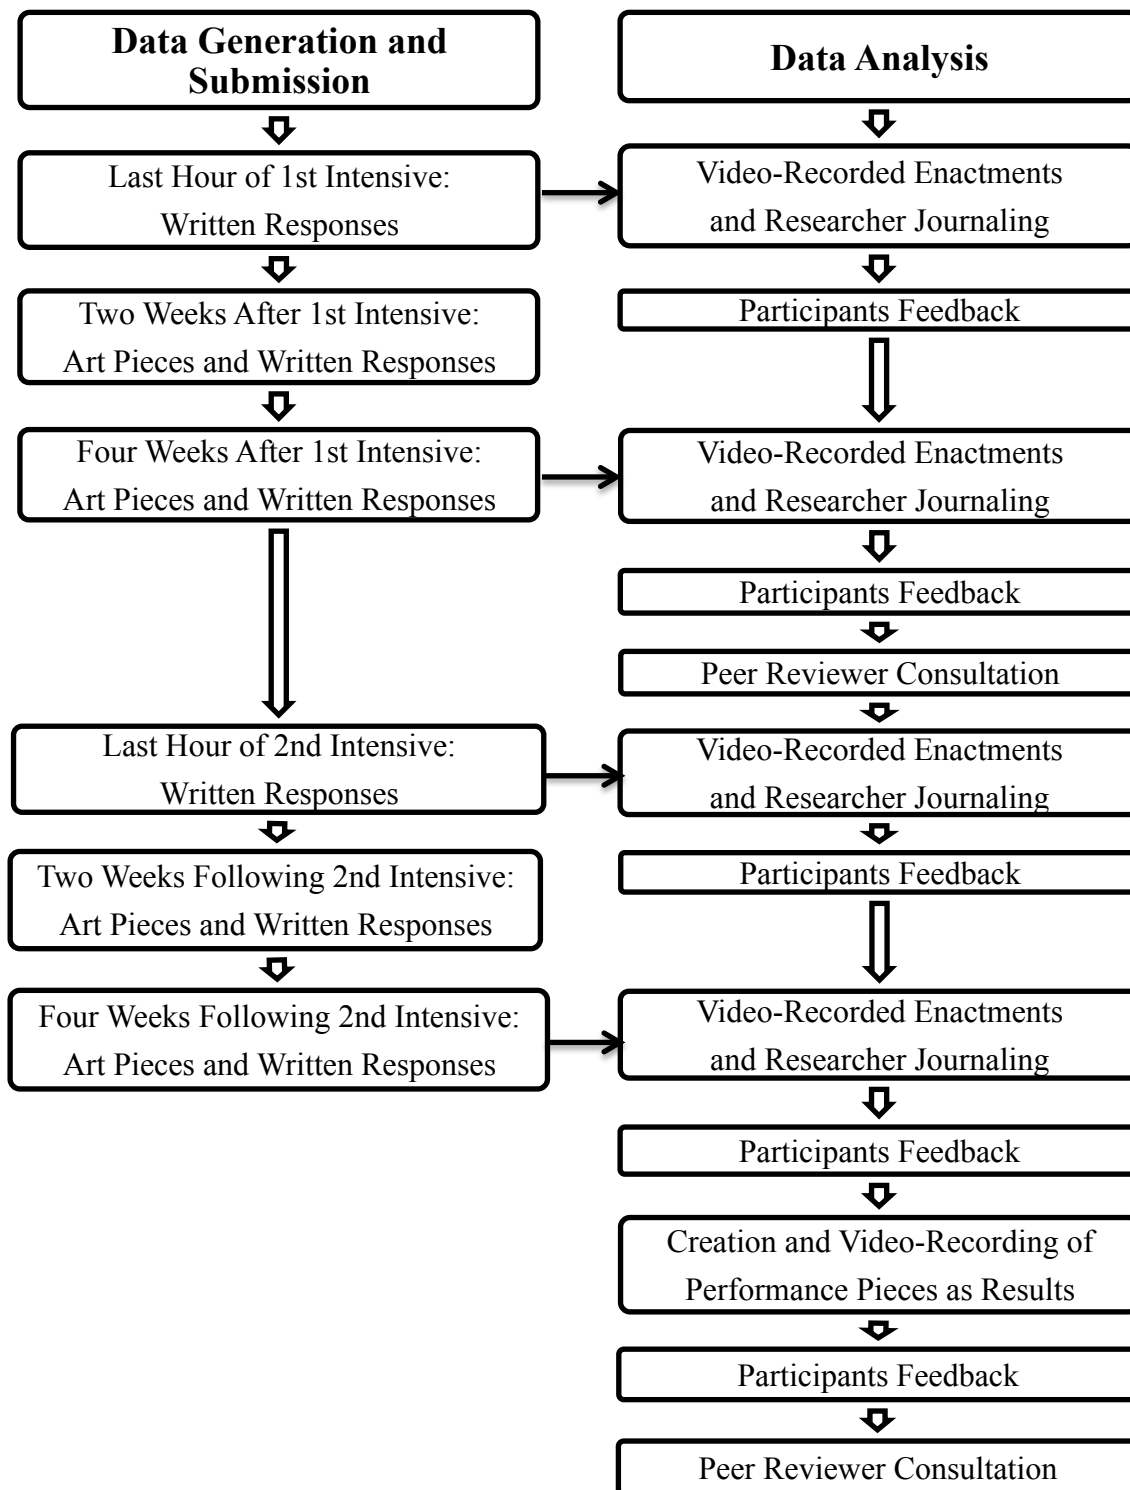 Data Generation and
Submission
Last Hour of 1st Intensive:
Written Responses
Two Weeks After 1st Intensive:
Art Pieces and Written Responses
Four Weeks After 1st Intensive:
Art Pieces and Written Responses
Last Hour of 2nd Intensive:
Written Responses
Two Weeks Following 2nd Intensive:
Art Pieces and Written Responses
Four Weeks Following 2nd Intensive:
Art Pieces and Written Responses
Data Analysis
Video-Recorded Enactments
and Researcher Journaling
Participants Feedback
Video-Recorded Enactments
and Researcher Journaling
Participants Feedback
Peer Reviewer Consultation
Video-Recorded Enactments
and Researcher Journaling
Participants Feedback
Video-Recorded Enactments
and Researcher Journaling
Participants Feedback
Creation and Video-Recording of
Performance Pieces as Results
Participants Feedback
Peer Reviewer Consultation